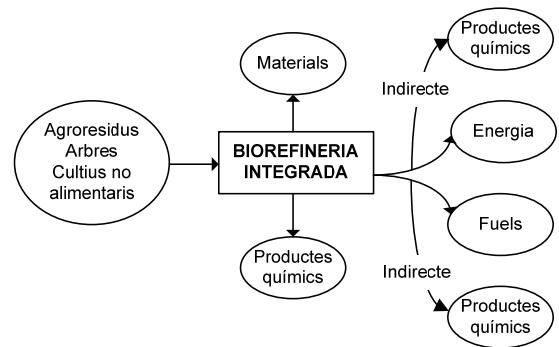 Agroresidus
Arbres
Cultius no
alimentaris
Materials
BIOREFINERIA
INTEGRADA
Productes
químics
Productes
químics
Indirecte
Energia
Fuels
Indirecte
Productes
químics